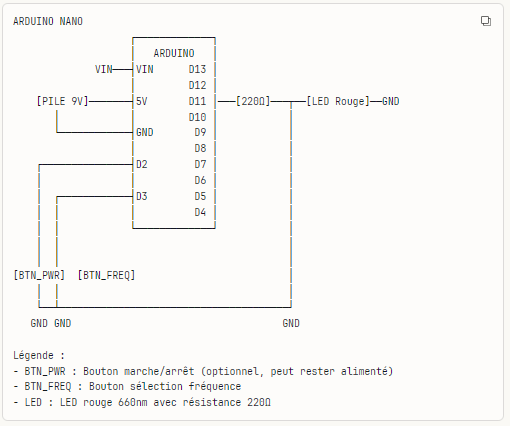 ARDUINO NANO
ARDUINO
VIN VIN D13
D12
[PILE 9V] 5V D11 [220Ω] [LED Rouge] GND
D10
GND D9
D8
D2 D7
D6
D3 D5
D4
[BTN_PWR] [BTN_FREQ]
GND GND GND
Légende :
- BTN_PWR : Bouton marche/arrêt (optionnel, peut rester alimenté)
- BTN_FREQ : Bouton sélection fréquence
- LED : LED rouge 660nm avec résistance 220Ω